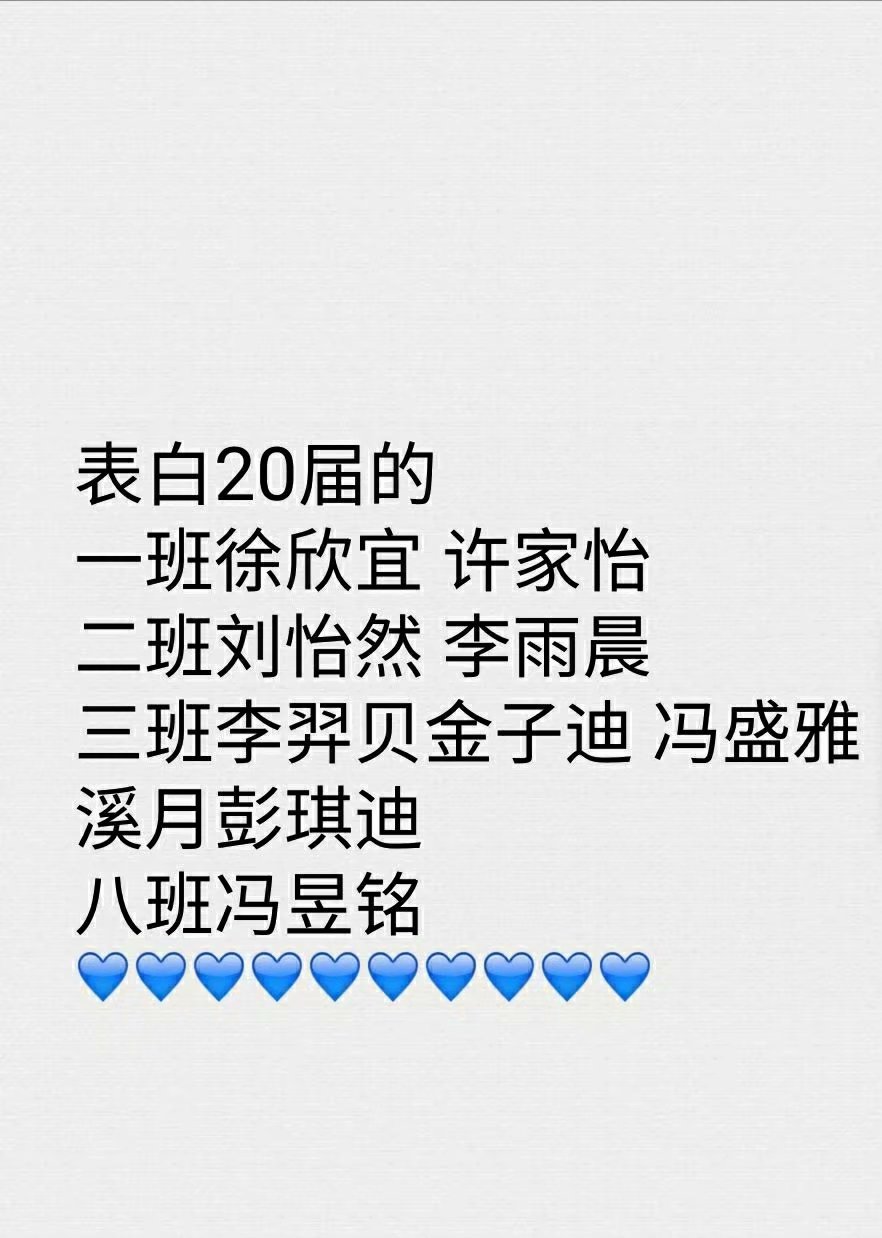 表白20届的
一班徐欣宜 许家怡
二班刘怡然 李雨晨
三班李羿贝金子迪 冯盛雅
溪月彭琪迪
八班冯昱铭
💙💙💙💙💙💙💙💙💙💙